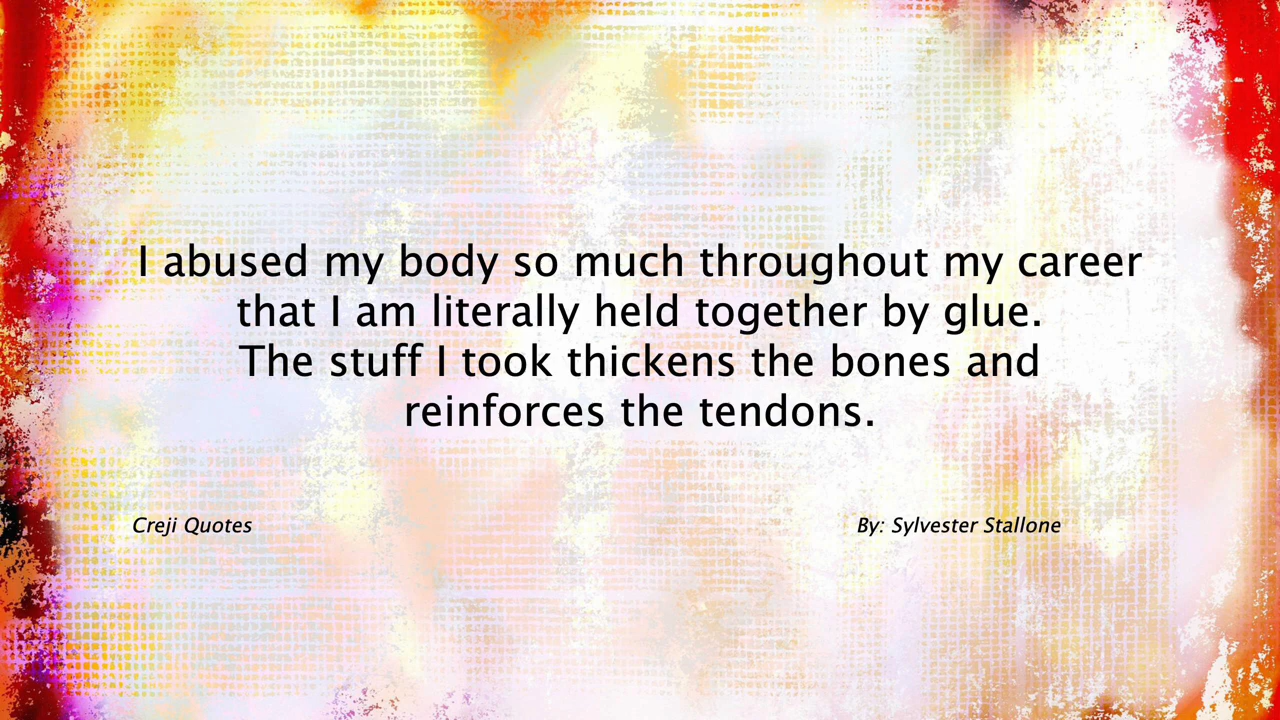 I abused my body so much throughout my career
that I am literally held together by glue.
The stuff I took thickens the bones and
reinforces the tendons.
Creji Quotes
By: Sylvester Stallone